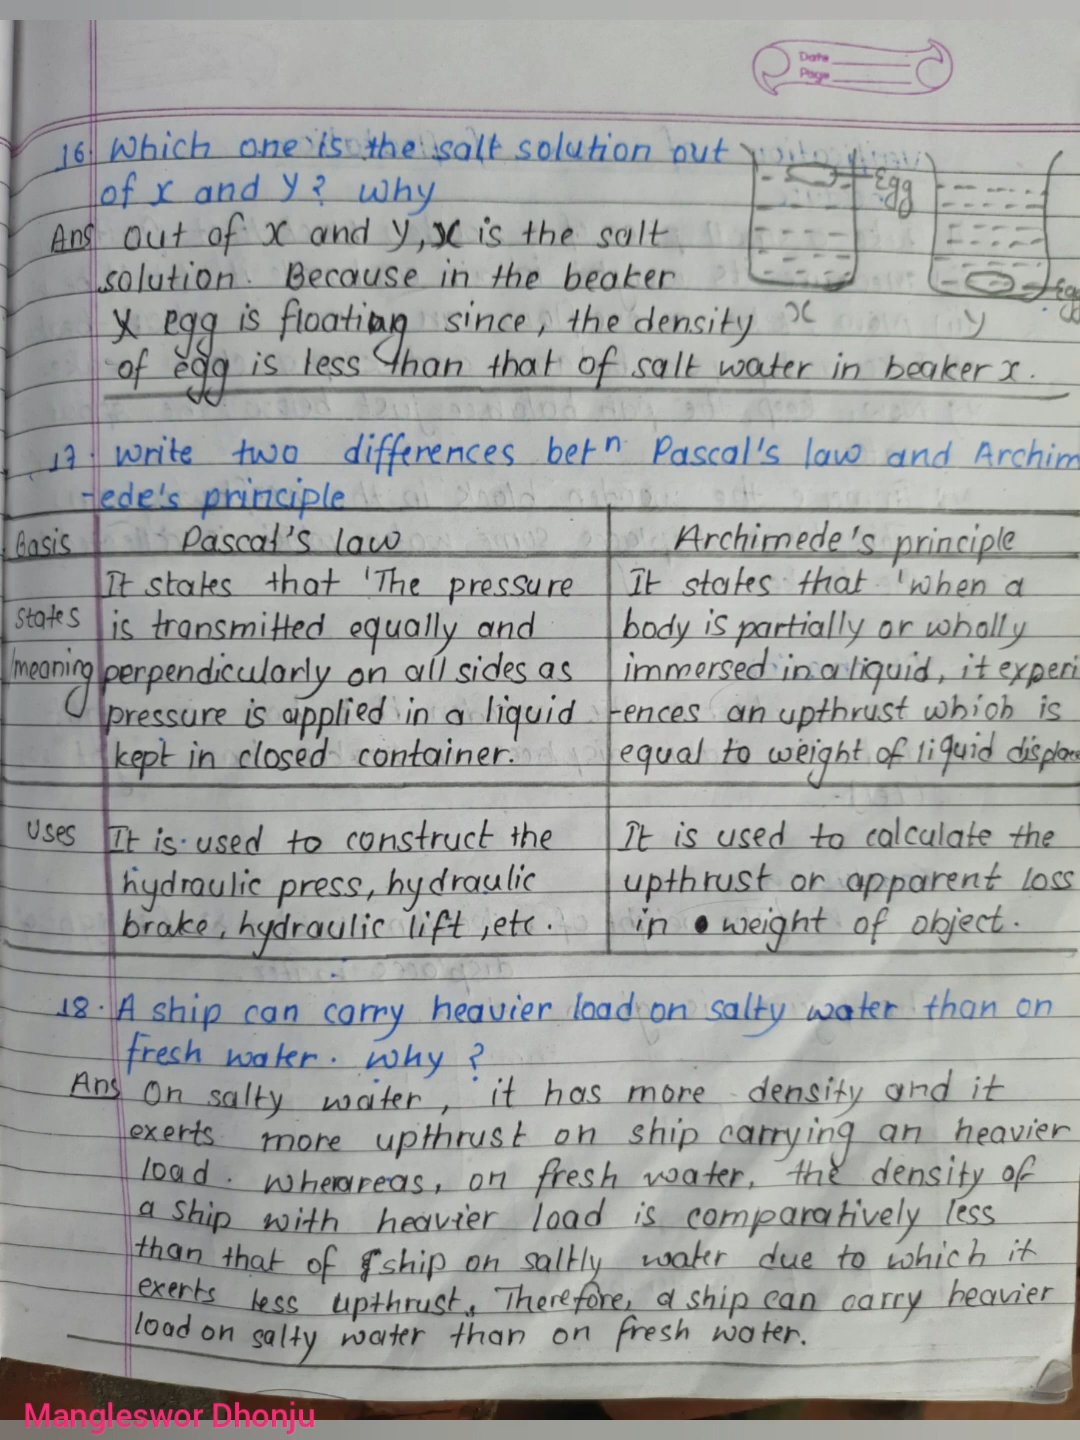 Date
Page
16. Which one is the salt solution out
of x and y? why
Egg
Egg
x
y
Ans Out of x and y, x is the salt
solution. Because in the beaker
x egg is floating since, the density
of egg is less than that of salt water in beaker x.
17. write two differences betn Pascal's law and Archim
-ede's principle
Basis Pascal's law Archimede's principle
States It states that 'The pressure It states that 'when a
/meaning is transmitted equally and body is partially or wholly
perpendicularly on all sides as immersed in a liquid, it experi
pressure is applied in a liquid -ences an upthrust which is
kept in closed container. equal to weight of liquid displace
Uses It is used to construct the It is used to calculate the
hydraulic press, hydraulic upthrust or apparent loss
brake, hydraulic lift, etc. in weight of object.
18. A ship can carry heavier load on salty water than on
fresh water. Why?
Ans On salty water, it has more density and it
exerts more upthrust on ship carrying an heavier
load. wherareas, on fresh water, the density of
a ship with heavier load is comparatively less
than that of ship on saltly water due to which it
exerts less upthrust. Therefore, a ship can carry heavier
load on salty water than on fresh water.
Mangleswor Dhonju